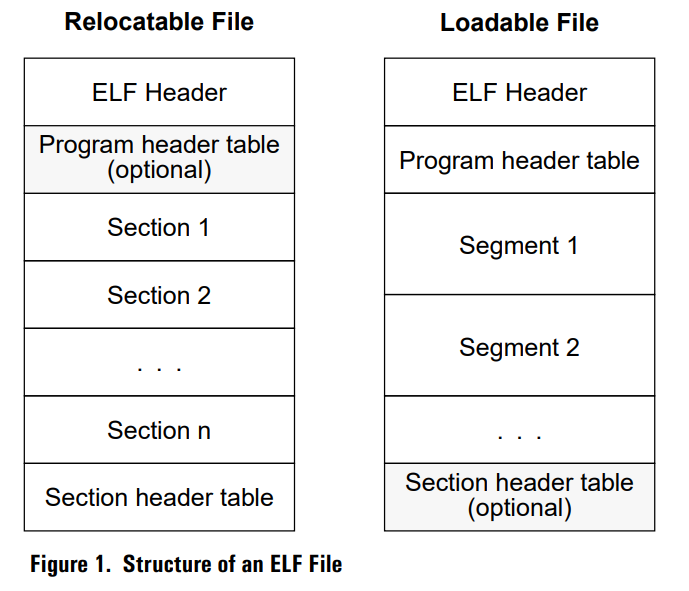 Relocatable File
ELF Header
Program header table
(optional)
Section 1
Section 2
. . .
Section n
Section header table
Loadable File
ELF Header
Program header table
Segment 1
Segment 2
. . .
Section header table
(optional)
Figure 1. Structure of an ELF File